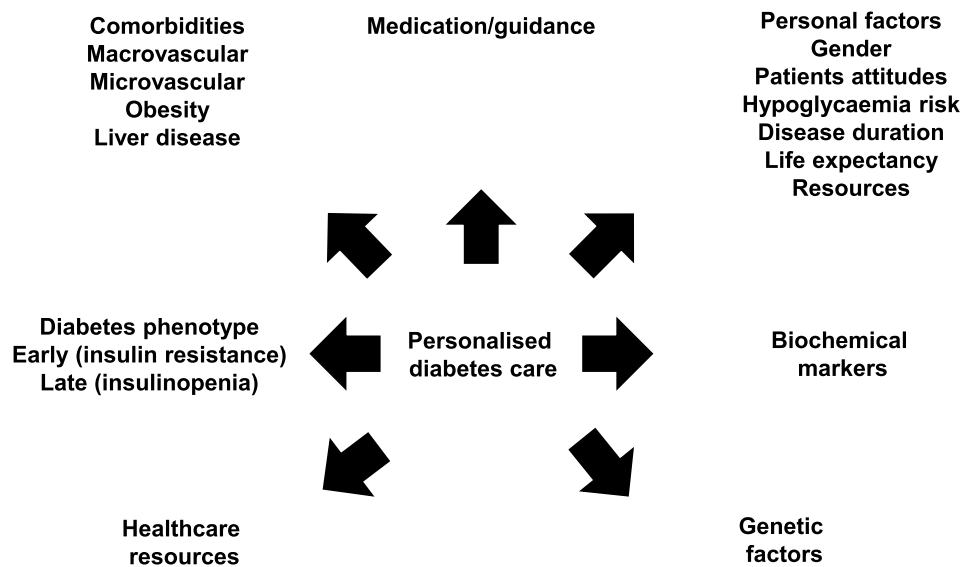 Comorbidities
Macrovascular
Microvascular
Obesity
Liver disease
Medication/guidance
Personal factors
Gender
Patients attitudes
Hypoglycaemia risk
Disease duration
Life expectancy
Resources
Diabetes phenotype
Early (insulin resistance)
Late (insulinopenia)
Personalised
diabetes care
Biochemical
markers
Healthcare
resources
Genetic
factors